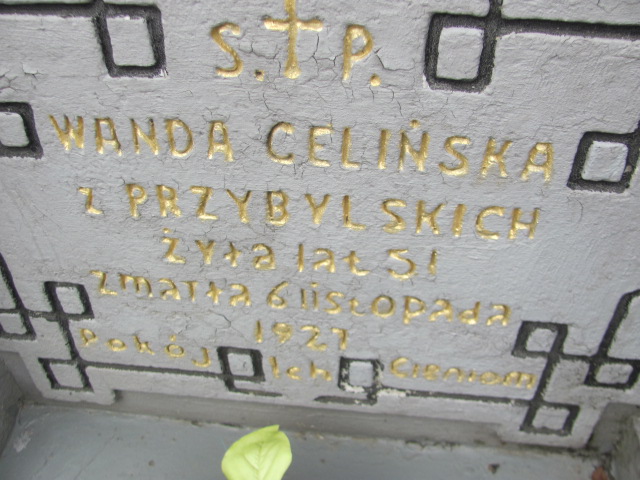 S. † P.
WANDA CELIŃSKA
z PRZYBYLSKICH
żyła lat 51
zmarła 6 listopada
1927
Pokój Ich Cieniom